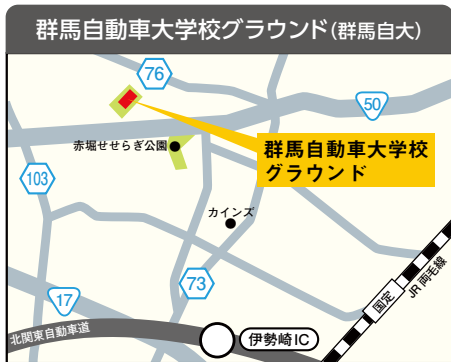 群馬自動車大学校グラウンド(群馬自大)
76
50
赤堀せせらぎ公園
群馬自動車大学校
グラウンド
103
カインズ
73
17
国定
JR両毛線
北関東自動車道
伊勢崎IC